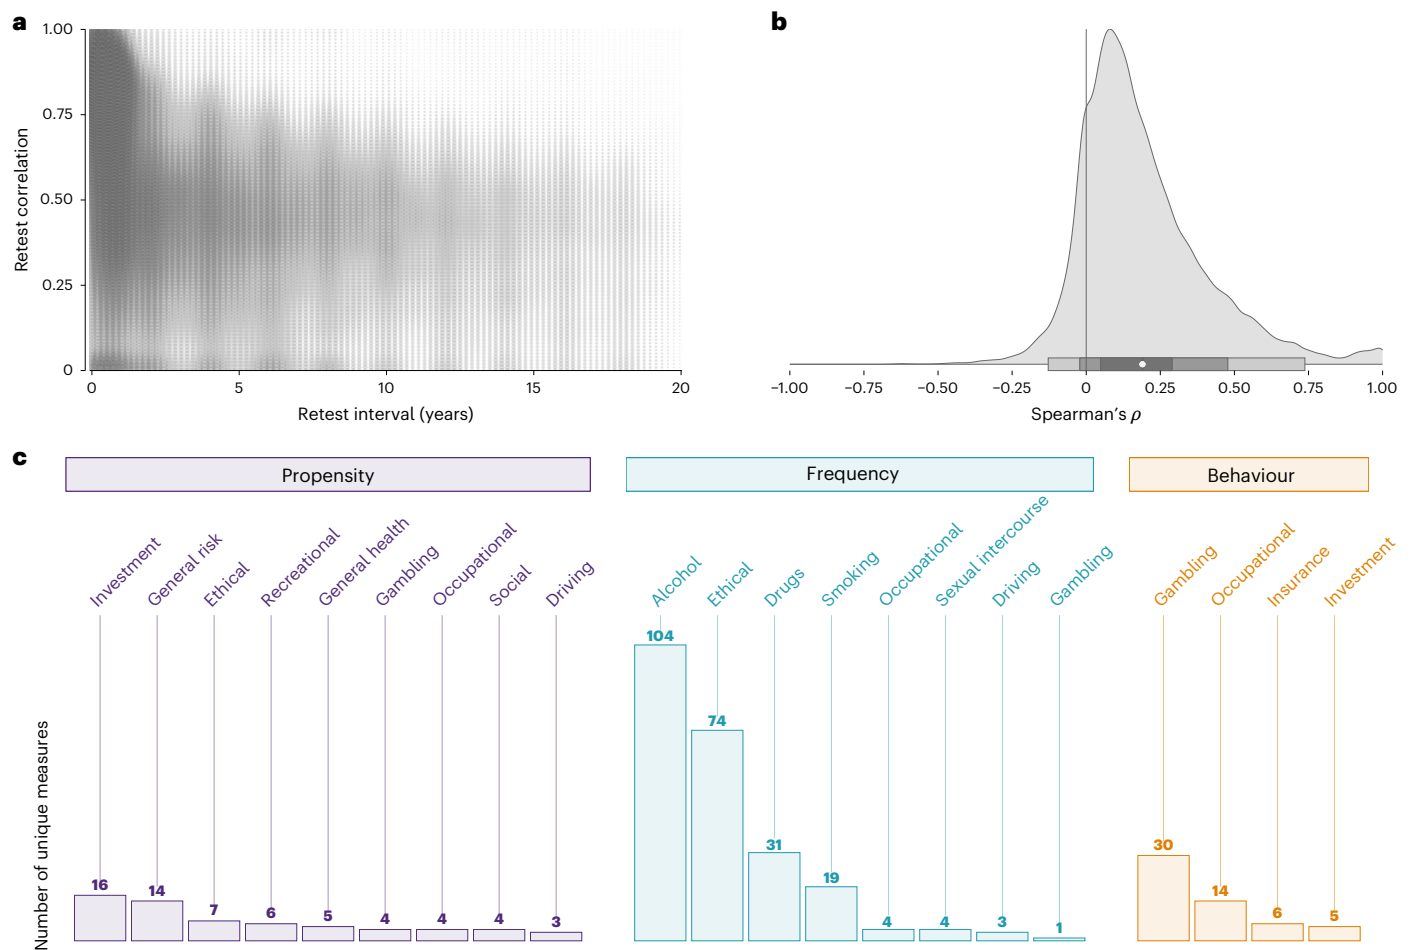 a
1.00
0.75
0.50
0.25
0
Retest correlation
0
5
10
15
20
Retest interval (years)
b
−1.00
−0.75
−0.50
−0.25
0
0.25
0.50
0.75
1.00
Spearman’s ρ
c
Number of unique measures
Propensity
Investment
General risk
Ethical
Recreational
General health
Gambling
Occupational
Social
Driving
16
14
7
6
5
4
4
4
3
Frequency
Alcohol
Ethical
Drugs
Smoking
Occupational
Sexual intercourse
Driving
Gambling
104
74
31
19
4
4
3
1
Behaviour
Gambling
Occupational
Insurance
Investment
30
14
6
5